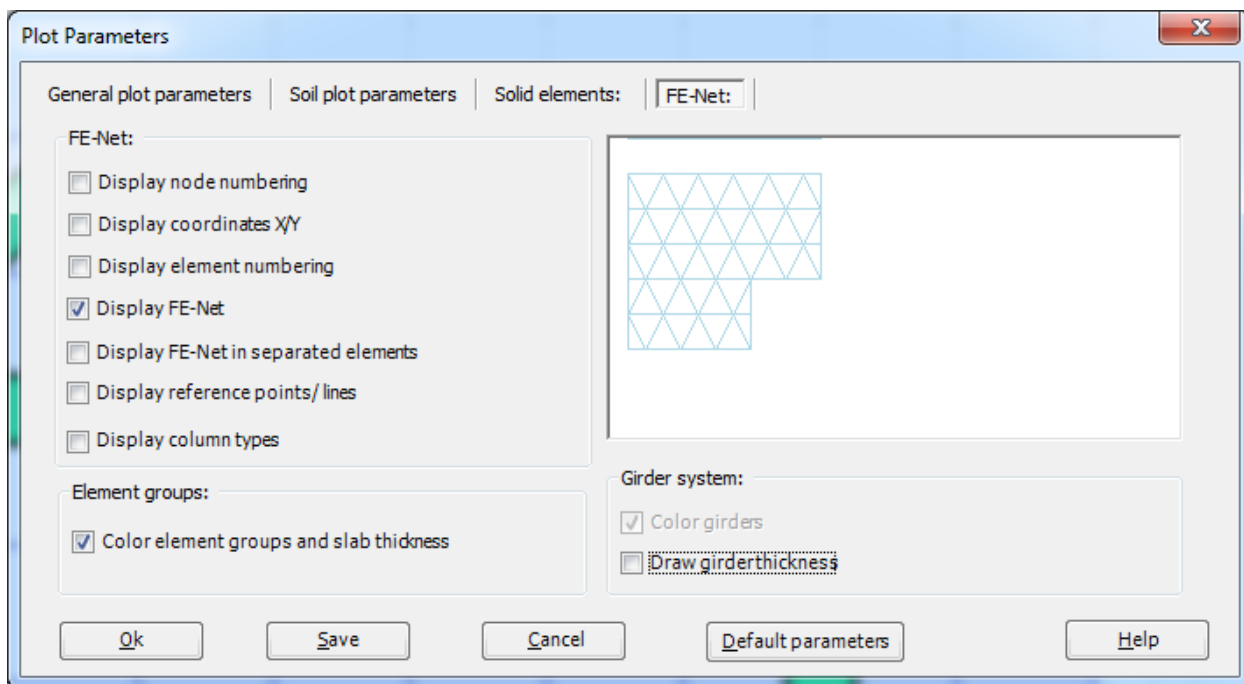 Plot Parameters
General plot parameters
Soil plot parameters
Solid elements:
FE-Net:
FE-Net:
Display node numbering
Display coordinates X/Y
Display element numbering
Display FE-Net
Display FE-Net in separated elements
Display reference points/ lines
Display column types
Element groups:
Color element groups and slab thickness
Girder system:
Color girders
Draw girderthickness
Ok
Save
Cancel
Default parameters
Help